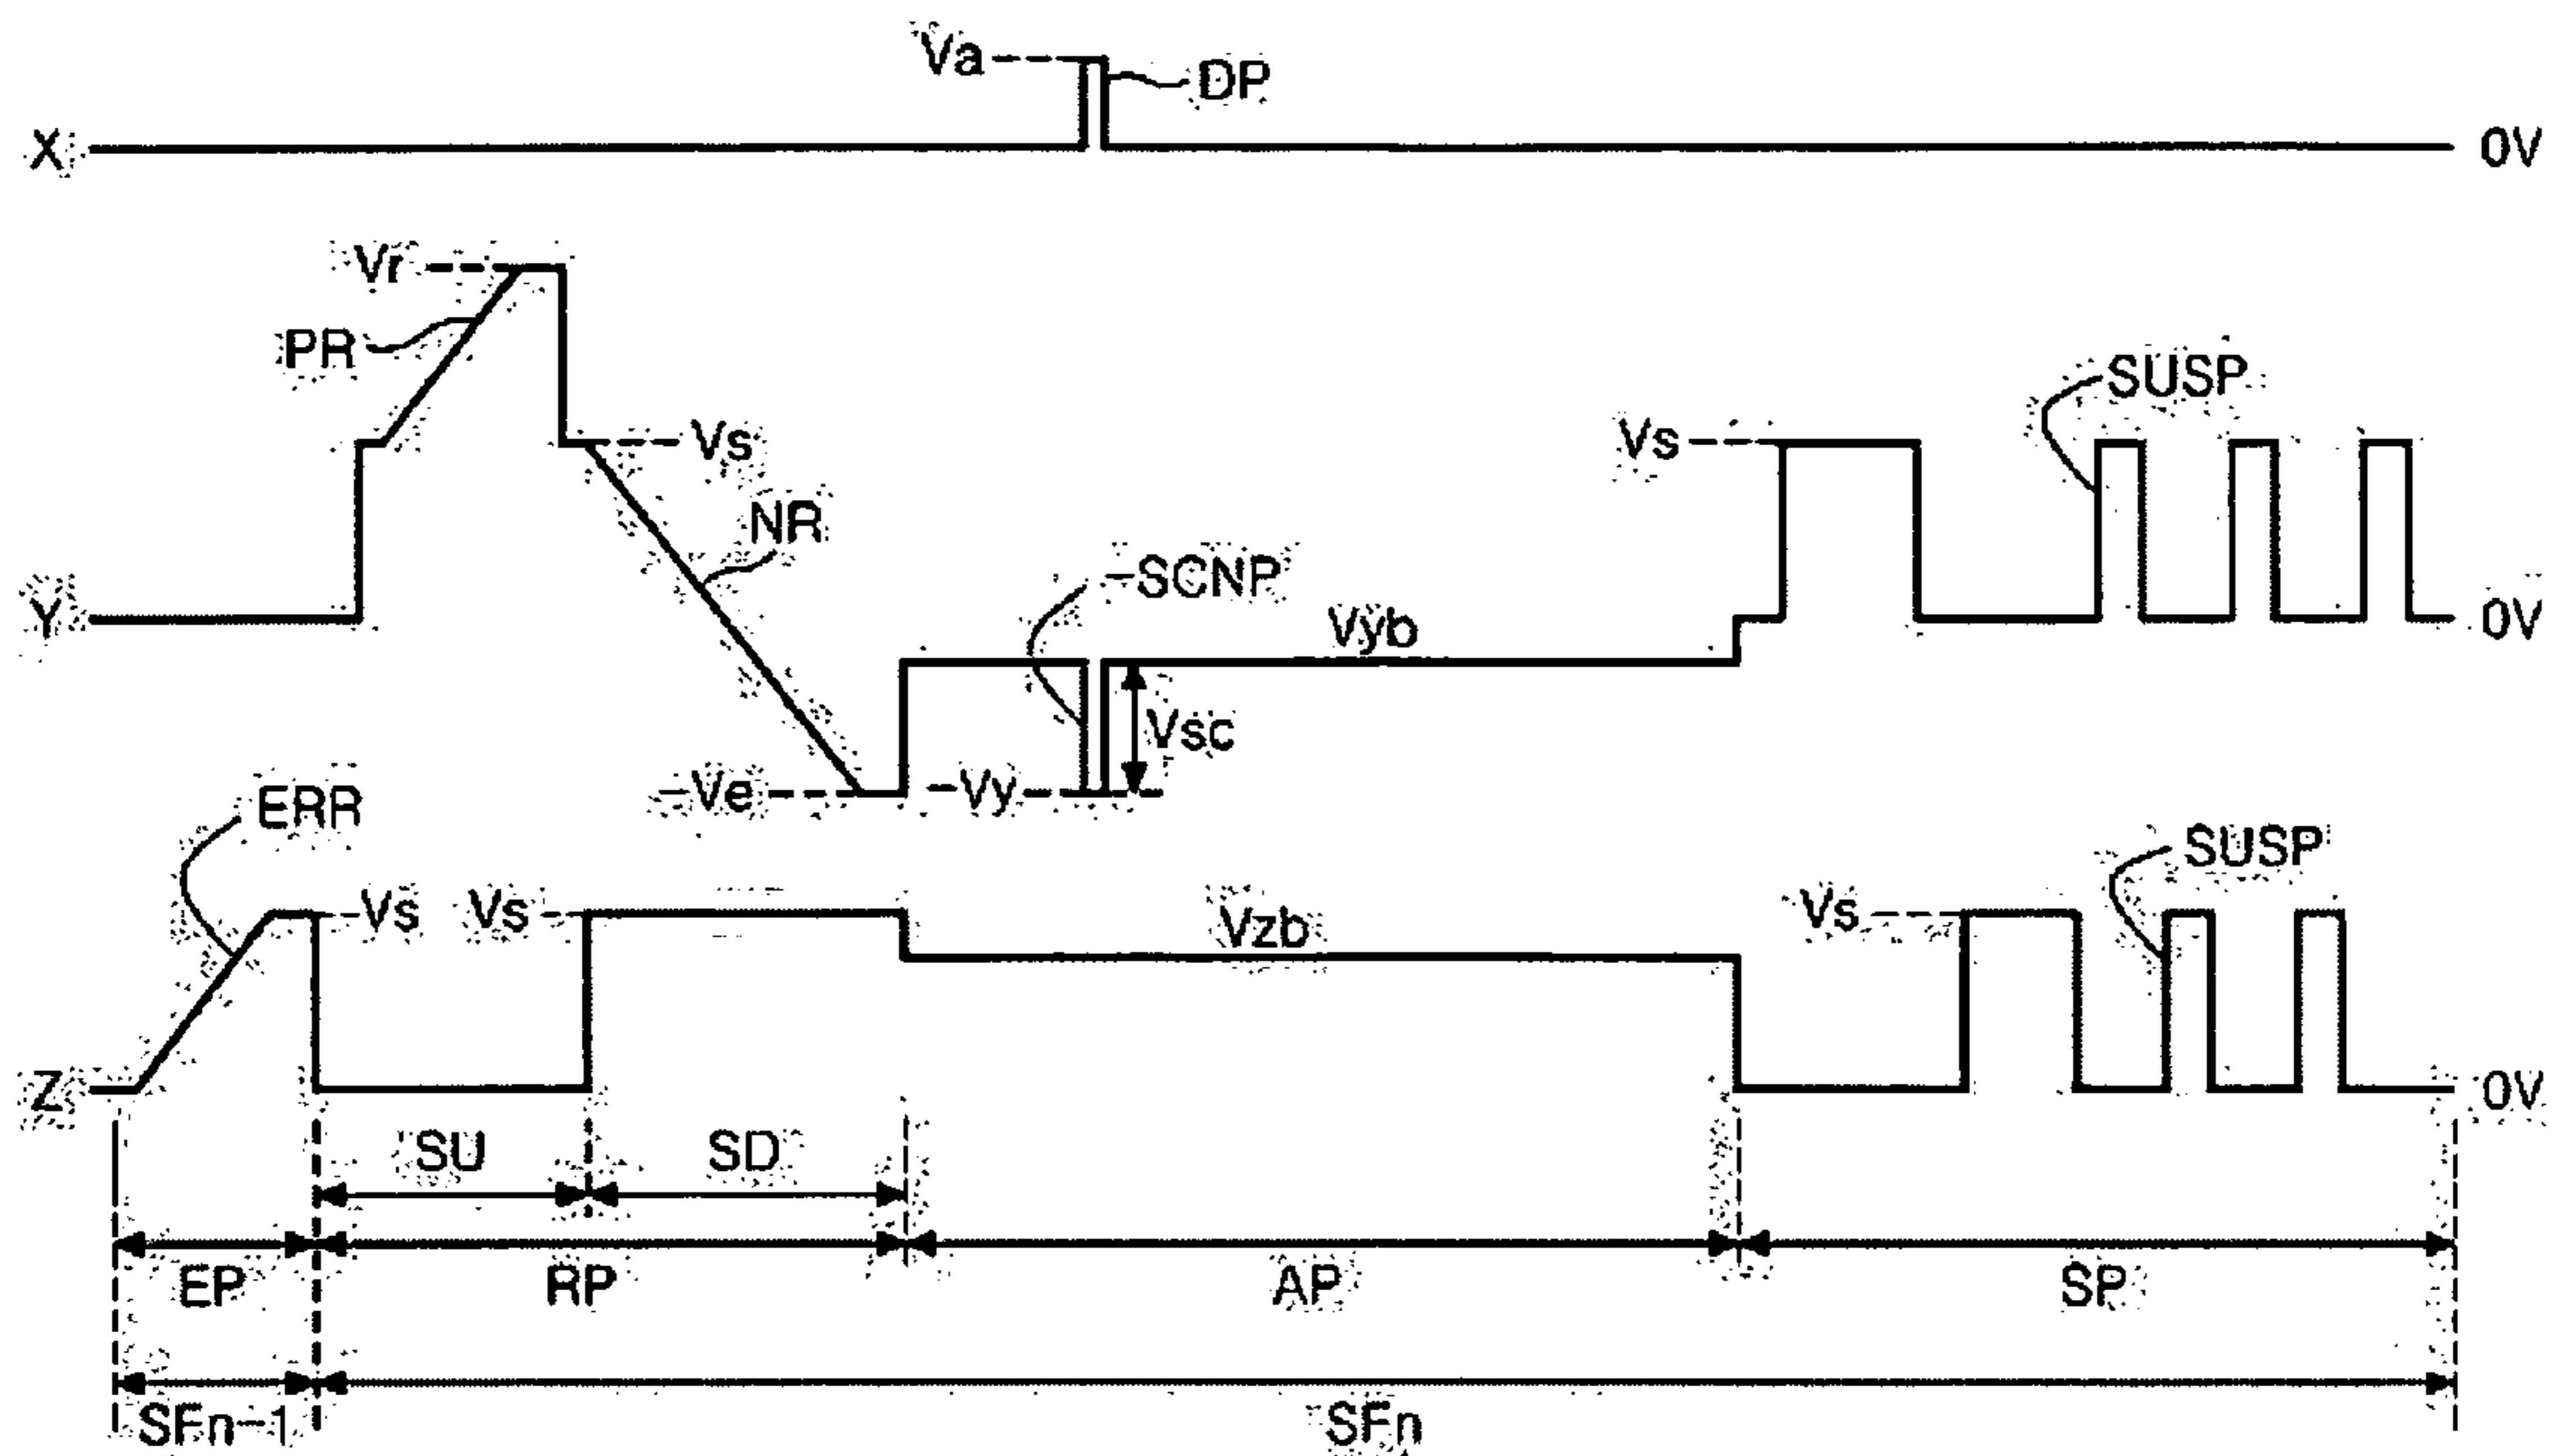 Va
DP
X
0V
Vr
PR
Vs
NR
Vs
SUSP
-SCNP
Vyb
Y
0V
Vsc
-Ve
-Vy
ERR
SUSP
Vs
Vs
Vzb
Vs
Z
0V
SU
SD
EP
RP
AP
SP
SFn-1
SFn